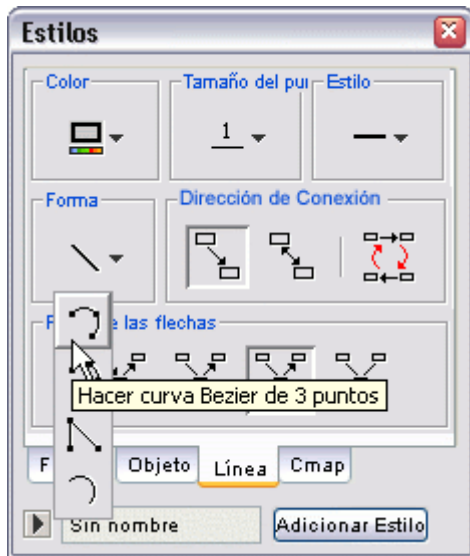 Estilos
Color
Tamaño del pu
Estilo
1
Forma
Dirección de Conexión
las flechas
Hacer curva Bezier de 3 puntos
Objeto
Línea
Cmap
Sin nombre
Adicionar Estilo